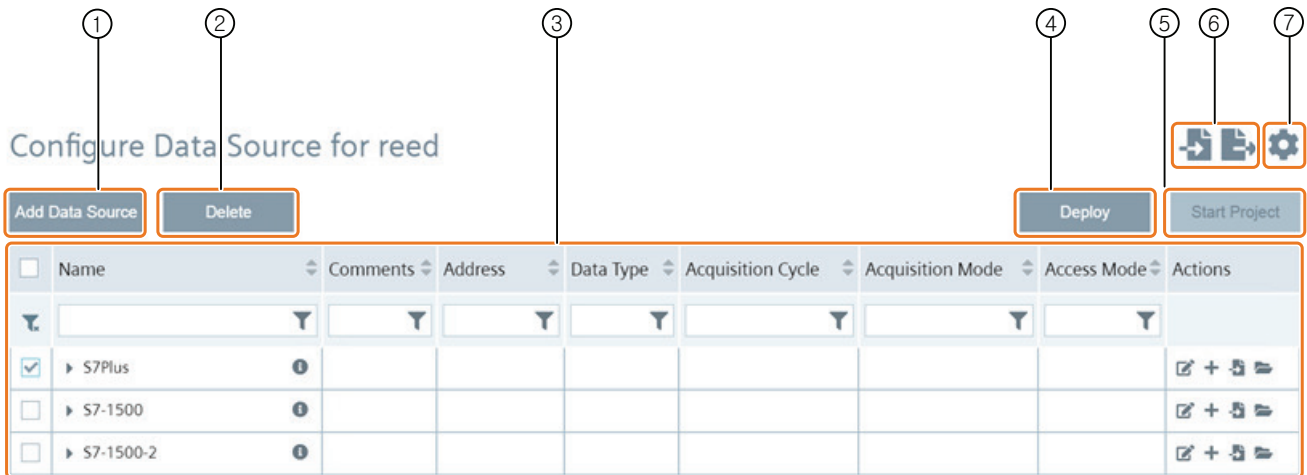 ① ② ③ ④ ⑤ ⑥ ⑦
Configure Data Source for reed
Add Data Source Delete Deploy Start Project
Name Comments Address Data Type Acquisition Cycle Acquisition Mode Access Mode Actions
S7Plus
S7-1500
S7-1500-2